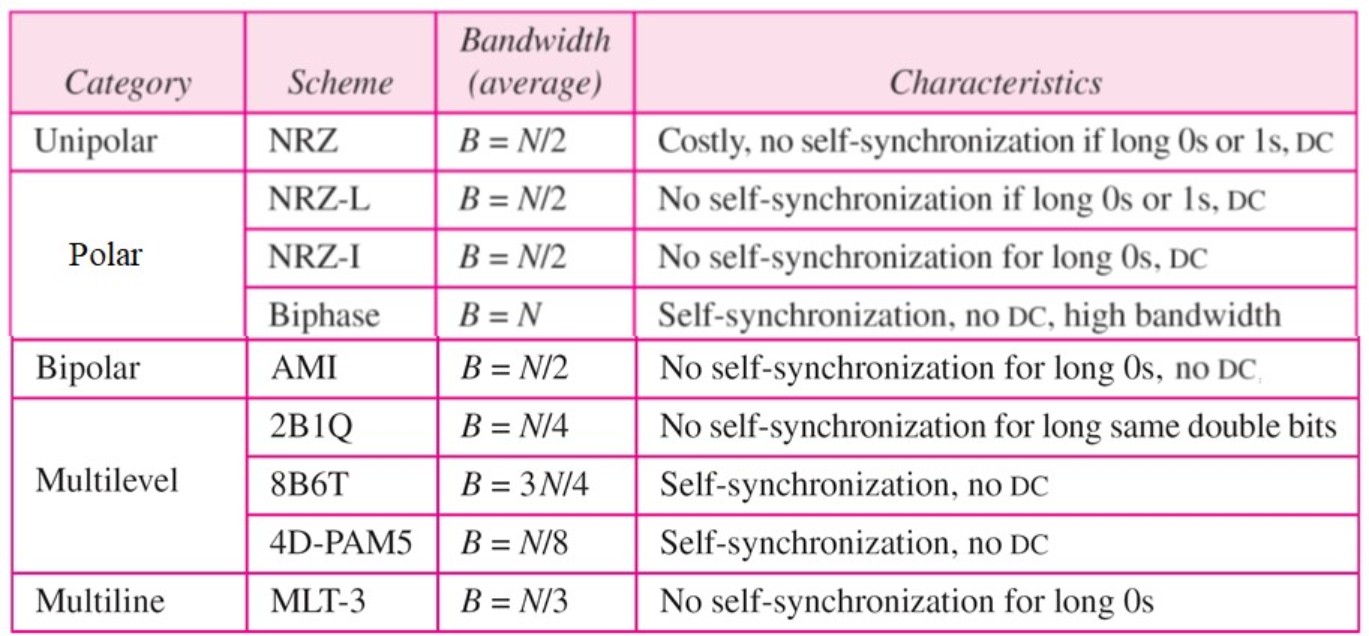 Category Scheme Bandwidth (average) Characteristics
Unipolar NRZ B = N/2 Costly, no self-synchronization if long 0s or 1s, DC
Polar NRZ-L B = N/2 No self-synchronization if long 0s or 1s, DC
NRZ-I B = N/2 No self-synchronization for long 0s, DC
Biphase B = N Self-synchronization, no DC, high bandwidth
Bipolar AMI B = N/2 No self-synchronization for long 0s, no DC
Multilevel 2B1Q B = N/4 No self-synchronization for long same double bits
8B6T B = 3N/4 Self-synchronization, no DC
4D-PAM5 B = N/8 Self-synchronization, no DC
Multiline MLT-3 B = N/3 No self-synchronization for long 0s